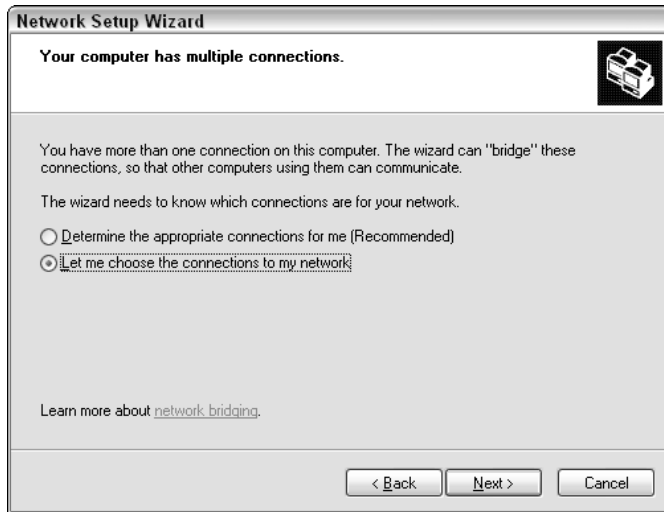 Network Setup Wizard
Your computer has multiple connections.
You have more than one connection on this computer. The wizard can "bridge" these
connections, so that other computers using them can communicate.
The wizard needs to know which connections are for your network.
Determine the appropriate connections for me (Recommended)
Let me choose the connections to my network
Learn more about network bridging.
< Back Next > Cancel